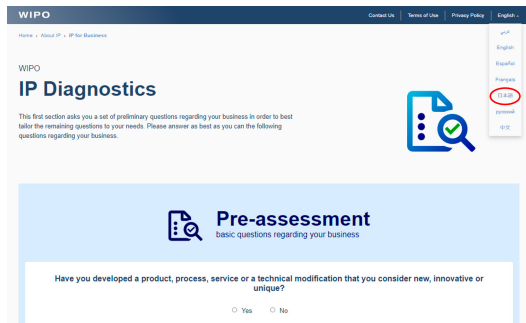 WIPO
Contact Us
Terms of Use
Privacy Policy
English
Home › About IP › IP for Business
عربي
English
Español
Français
日本語
русский
中文
WIPO
IP Diagnostics
This first section asks you a set of preliminary questions regarding your business in order to best
tailor the remaining questions to your needs. Please answer as best as you can the following
questions regarding your business.
Pre-assessment
basic questions regarding your business
Have you developed a product, process, service or a technical modification that you consider new, innovative or
unique?
Yes No